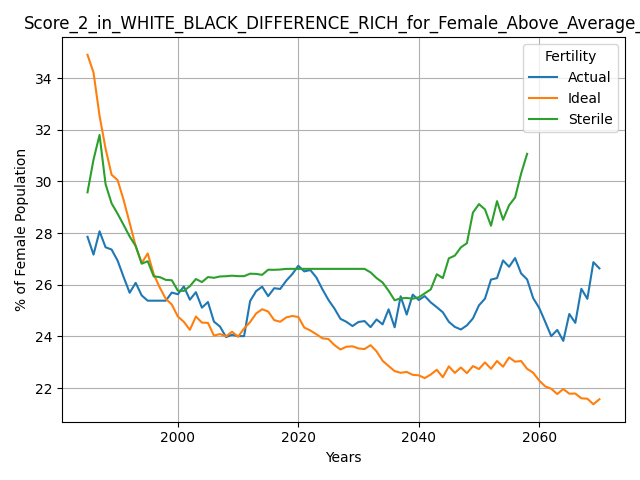 Score_2_in_WHITE_BLACK_DIFFERENCE_RICH_for_Female_Above_Average_
Fertility
Actual
Ideal
Sterile
% of Female Population
34
32
30
28
26
24
22
2000
2020
2040
2060
Years